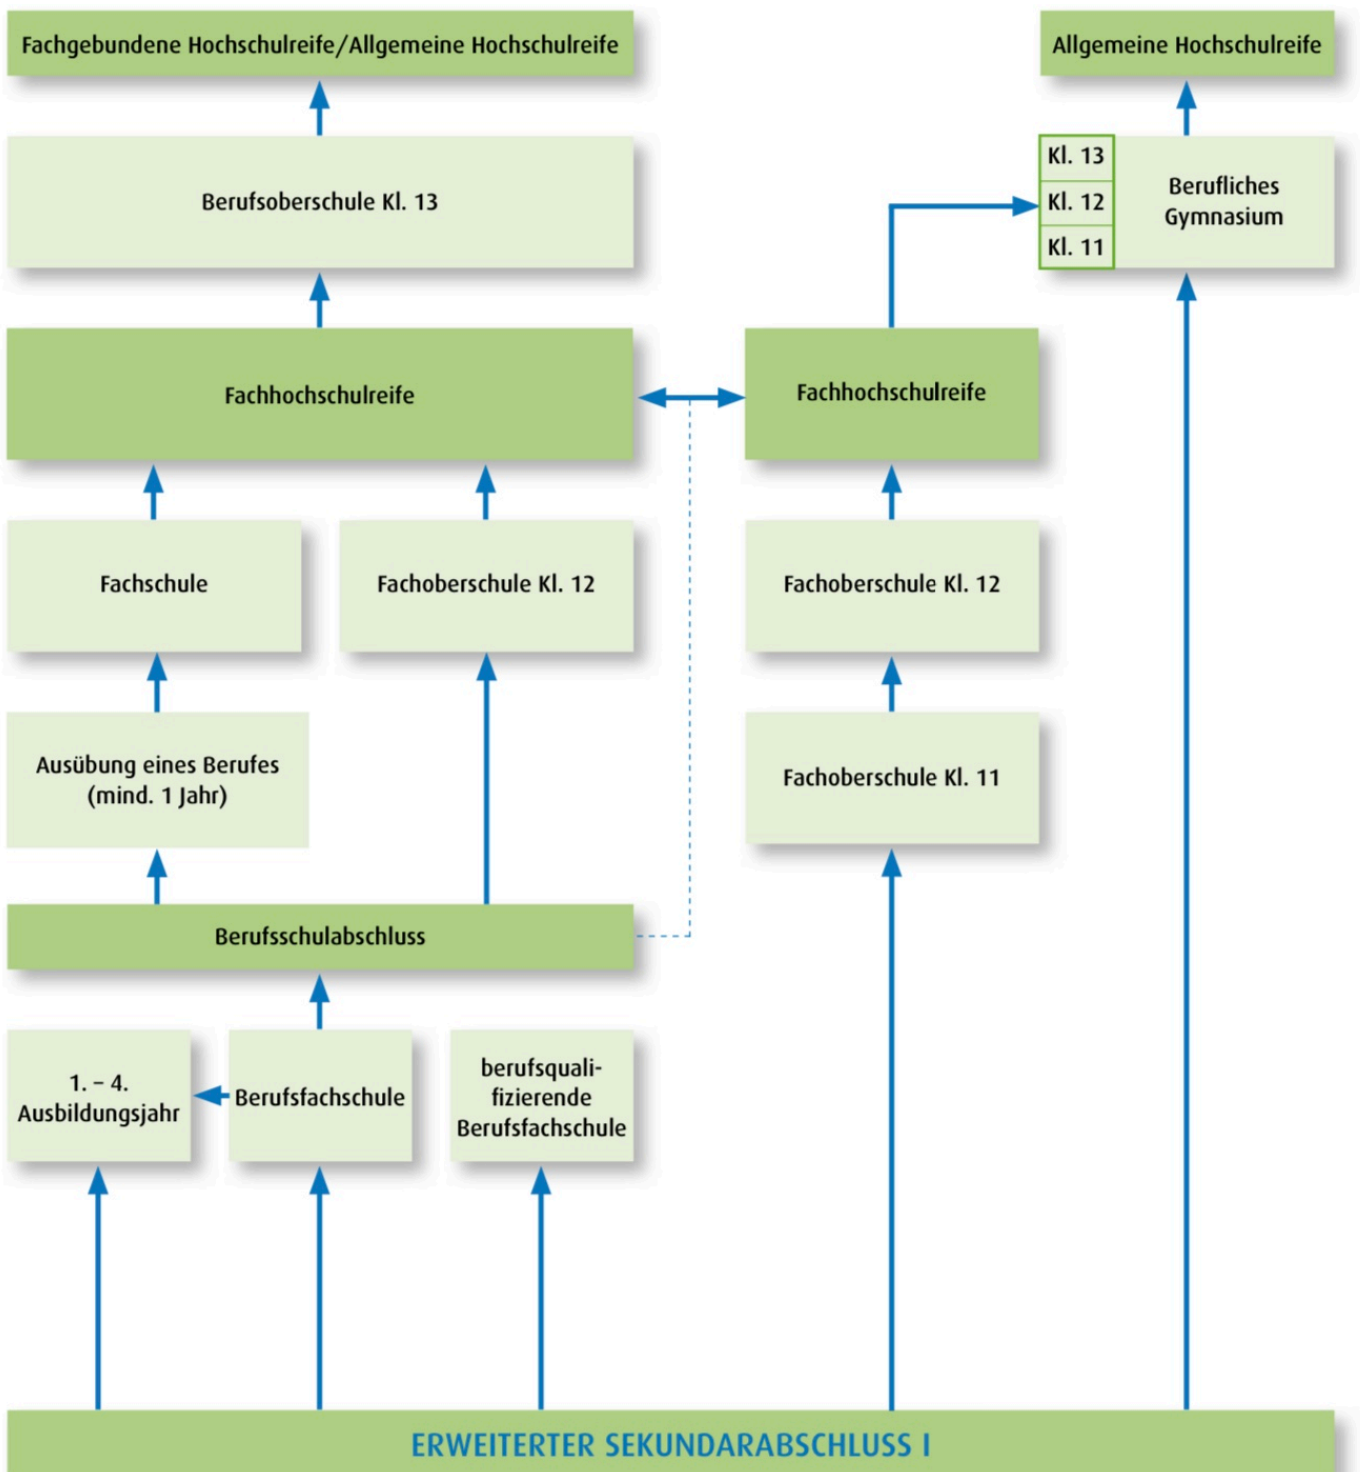 Fachgebundene Hochschulreife/Allgemeine Hochschulreife
Allgemeine Hochschulreife
Berufsoberschule Kl. 13
Kl. 13
Kl. 12
Kl. 11
Berufliches
Gymnasium
Fachhochschulreife
Fachhochschulreife
Fachschule
Fachoberschule Kl. 12
Fachoberschule Kl. 12
Ausübung eines Berufes
(mind. 1 Jahr)
Fachoberschule Kl. 11
Berufsschulabschluss
1. – 4.
Ausbildungsjahr
Berufsfachschule
berufsquali-
fizierende
Berufsfachschule
ERWEITERTER SEKUNDARABSCHLUSS I